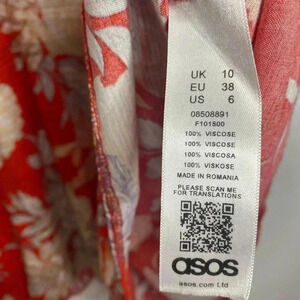 UK 10
EU 38
US 6
08508891
F101500
100% VISCOSE
100% VISCOSE
100% VISCOSA
100% VISKOSE
MADE IN ROMANIA
PLEASE SCAN ME
FOR TRANSLATIONS
asos
asos.com Ltd